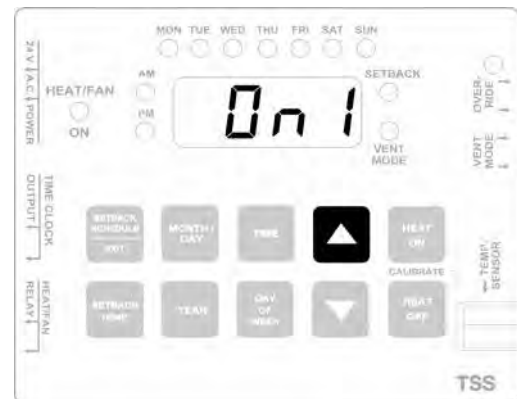 MON TUE WED THU FRI SAT SUN
24 V. A.C. POWER
HEAT/FAN
ON
AM
PM
On 1
SETBACK
VENT
MODE
OVER-
RIDE
VENT
MODE
TIME CLOCK
OUTPUT
HEAT/FAN
RELAY
SETBACK
SCHEDULE
EXIT
MONTH/
DAY
TIME
HEAT
ON
CALIBRATE
SETBACK
TEMP
YEAR
DAY
OF
WEEK
HEAT
OFF
TEMP.
SENSOR
TSS